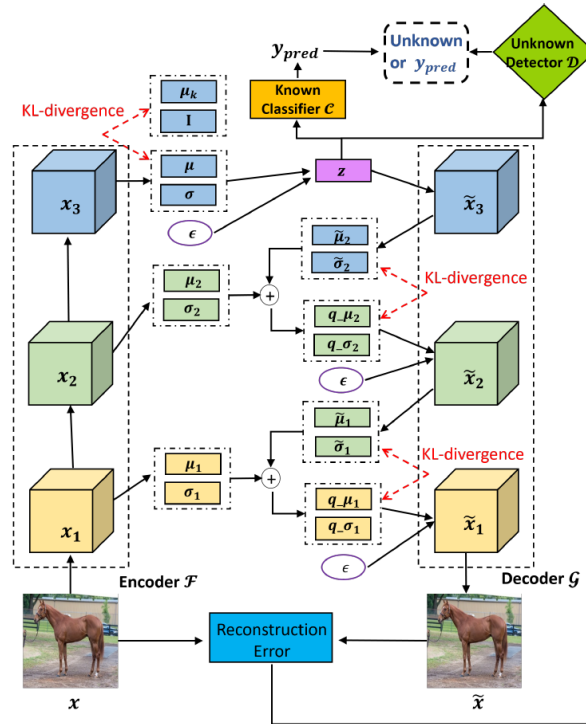 y_pred
Unknown
or y_pred
Unknown
Detector 𝒟
Known
Classifier 𝒞
KL-divergence
μ_k
I
μ
σ
ϵ
z
x_3
x̃_3
μ̃_2
σ̃_2
μ_2
σ_2
+
KL-divergence
q_μ_2
q_σ_2
ϵ
x_2
x̃_2
μ̃_1
σ̃_1
μ_1
σ_1
+
KL-divergence
q_μ_1
q_σ_1
ϵ
x_1
x̃_1
Encoder ℱ
Decoder 𝒢
Reconstruction
Error
x
x̃